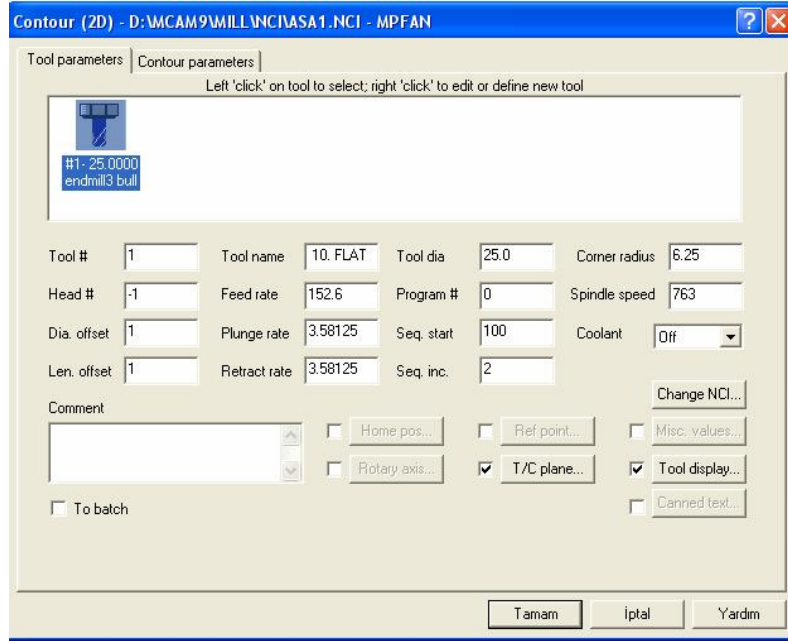 Contour (2D) - D:\MCAM9\MILL\NCI\ASA1.NCI - MPFAN
Tool parameters Contour parameters
Left 'click' on tool to select; right 'click' to edit or define new tool
#1- 25.0000
endmill3 bull
Tool # 1 Tool name 10. FLAT Tool dia 25.0 Corner radius 6.25
Head # -1 Feed rate 152.6 Program # 0 Spindle speed 763
Dia. offset 1 Plunge rate 3.58125 Seq. start 100 Coolant Off
Len. offset 1 Retract rate 3.58125 Seq. inc. 2
Change NCI...
Comment
Home pos... Ref point... Misc. values...
Rotary axis... T/C plane... Tool display...
To batch Canned text...
Tamam İptal Yardım